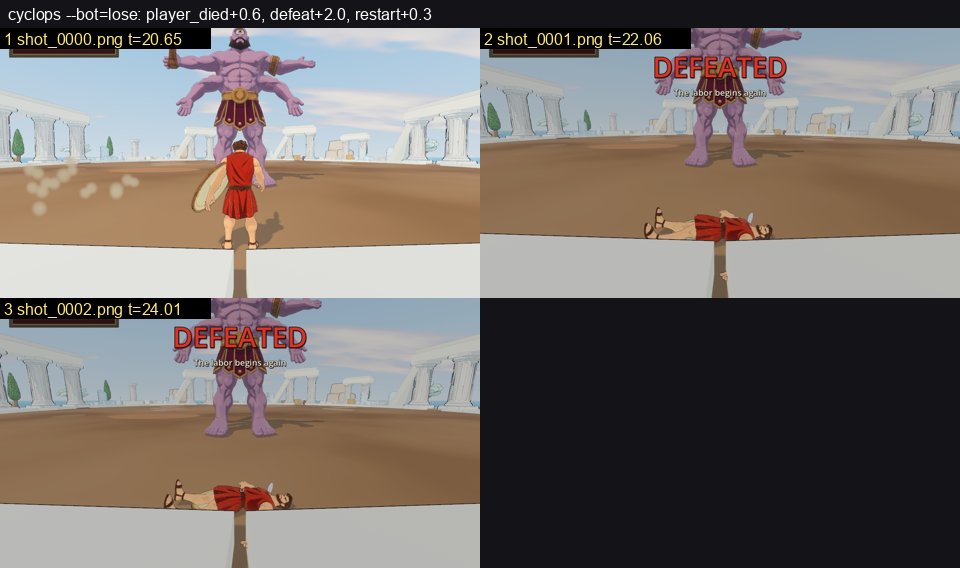 cyclops --bot=lose: player_died+0.6, defeat+2.0, restart+0.3
1 shot_0000.png t=20.65
2 shot_0001.png t=22.06
DEFEATED
The labor begins again
3 shot_0002.png t=24.01
DEFEATED
The labor begins again